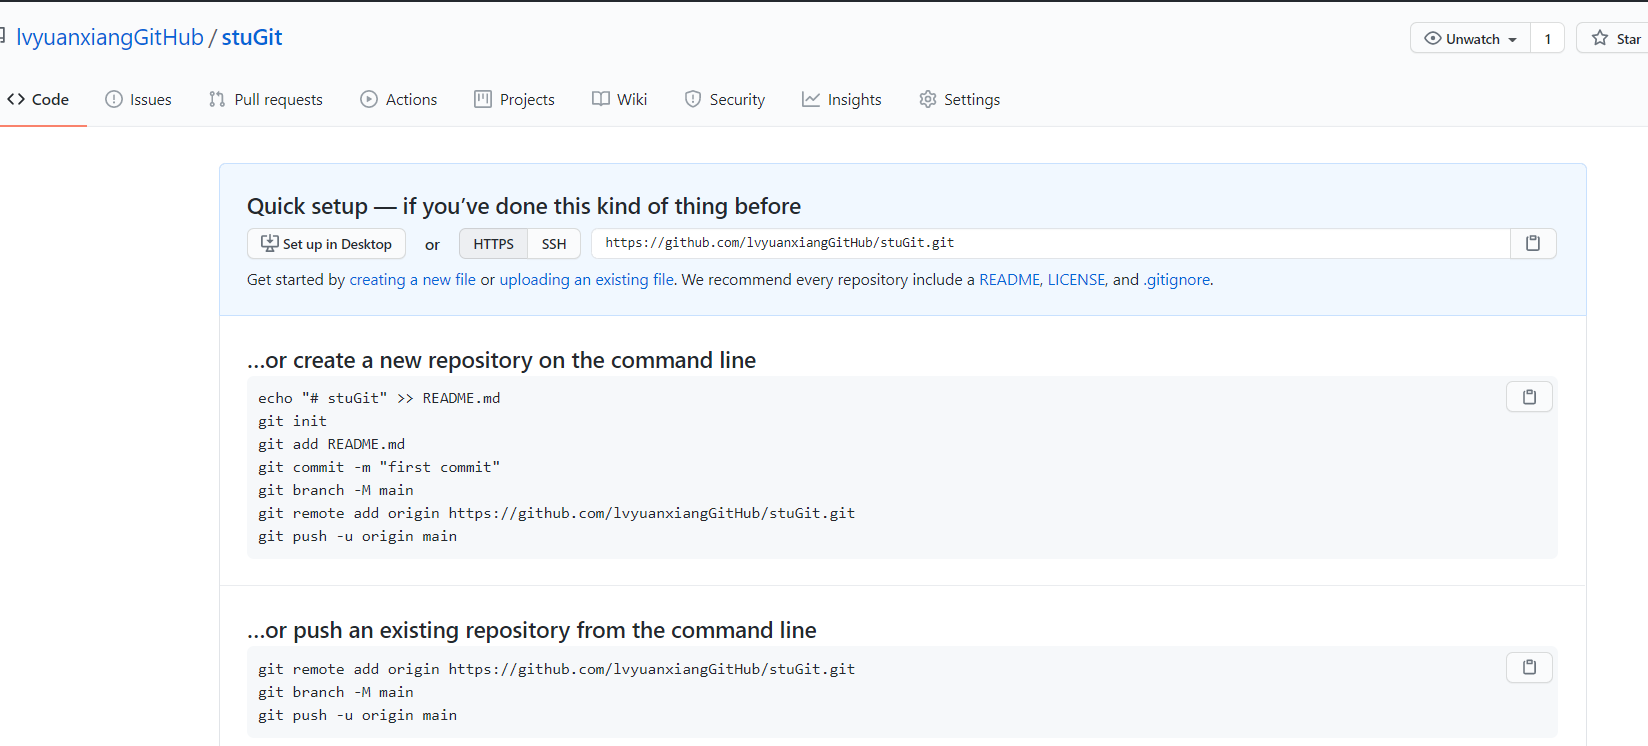 lvyuanxiangGitHub / stuGit
Unwatch 1 Star
Code Issues Pull requests Actions Projects Wiki Security Insights Settings
Quick setup — if you’ve done this kind of thing before
Set up in Desktop or HTTPS SSH https://github.com/lvyuanxiangGitHub/stuGit.git
Get started by creating a new file or uploading an existing file. We recommend every repository include a README, LICENSE, and .gitignore.
…or create a new repository on the command line
echo "# stuGit" >> README.md
git init
git add README.md
git commit -m "first commit"
git branch -M main
git remote add origin https://github.com/lvyuanxiangGitHub/stuGit.git
git push -u origin main
…or push an existing repository from the command line
git remote add origin https://github.com/lvyuanxiangGitHub/stuGit.git
git branch -M main
git push -u origin main